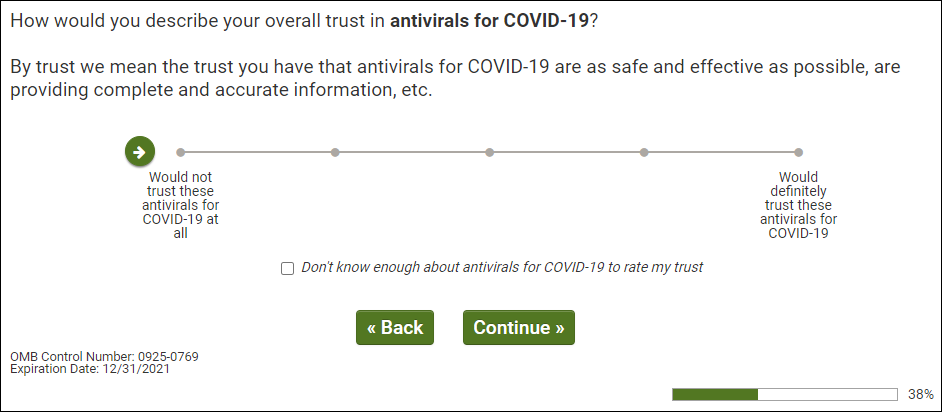 How would you describe your overall trust in antivirals for COVID-19?
By trust we mean the trust you have that antivirals for COVID-19 are as safe and effective as possible, are
providing complete and accurate information, etc.
Would not
trust these
antivirals for
COVID-19 at
all
Would
definitely
trust these
antivirals for
COVID-19
Don't know enough about antivirals for COVID-19 to rate my trust
« Back
Continue »
OMB Control Number: 0925-0769
Expiration Date: 12/31/2021
38%